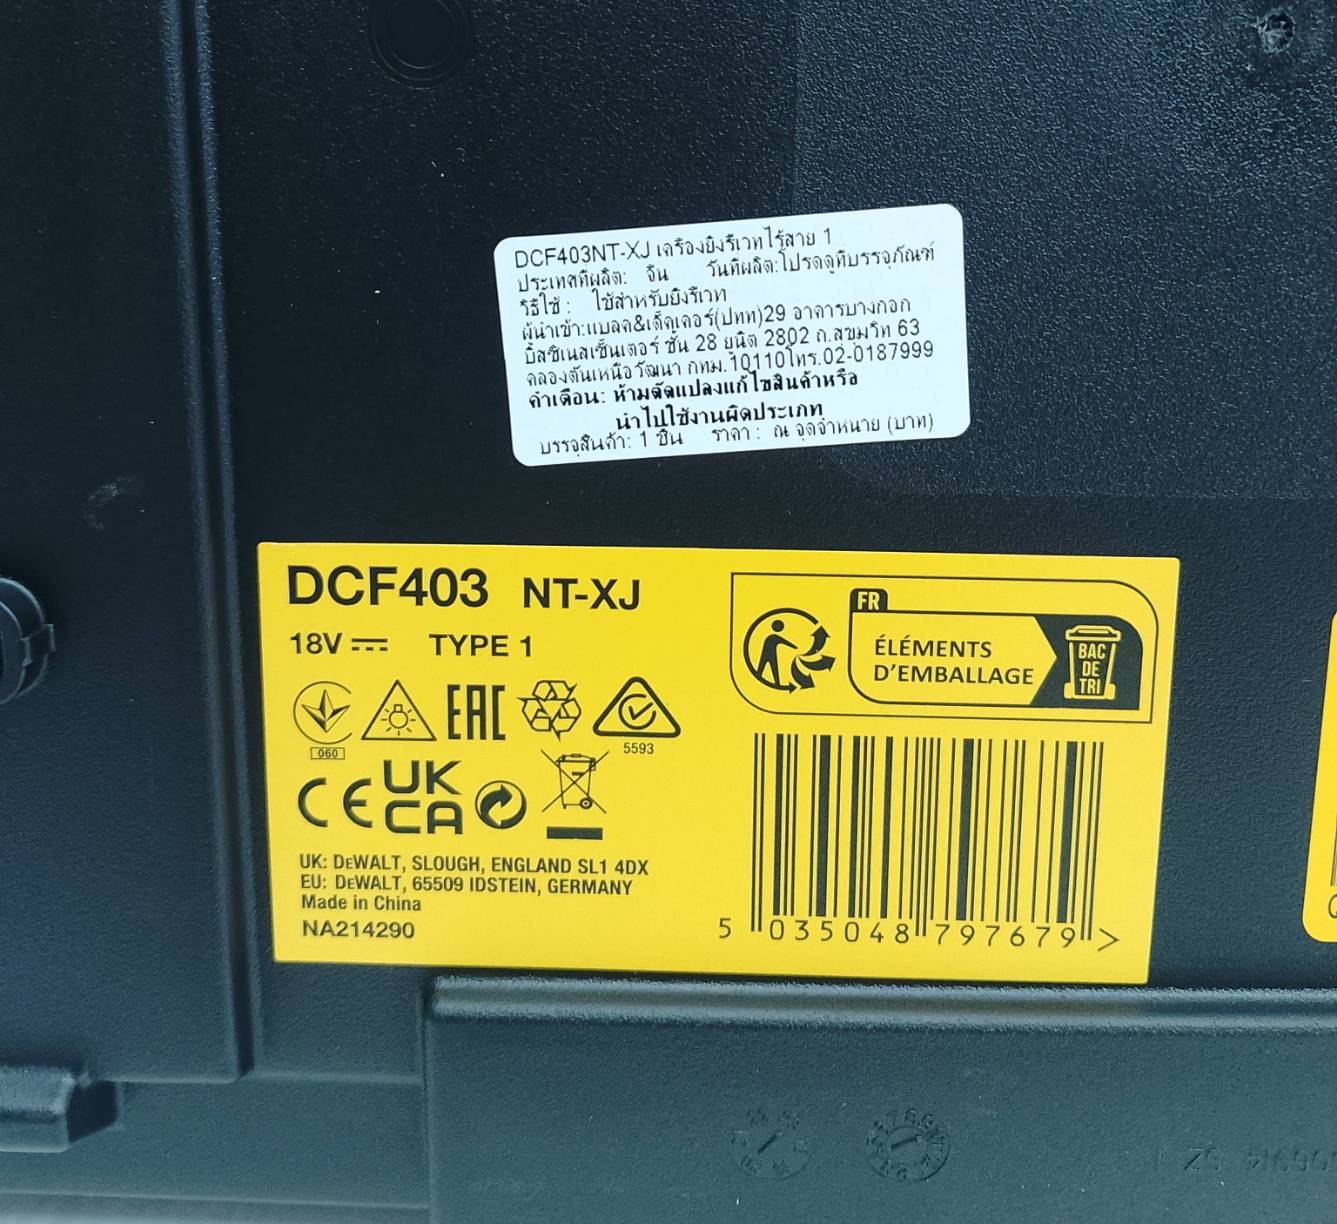 DCF403NT-XJ เครื่องยิงรีเวทไร้สาย 1
ประเทศที่ผลิต: จีน วันที่ผลิต:โปรดดูที่บรรจุภัณฑ์
วิธีใช้ : ใช้สำหรับยิงรีเวท
ผู้นำเข้า:แบลค&เด็คเคอร์(ปทท)29 อาคารบางกอก
บิสซิเนสเซ็นเตอร์ ชั้น 28 ยูนิต 2802 ถ.สุขุมวิท 63
คลองตันเหนือวัฒนา กทม.10110โทร.02-0187999
คำเตือน: ห้ามดัดแปลงแก้ไขสินค้าหรือ
นำไปใช้งานผิดประเภท
บรรจุสินค้า: 1 ชิ้น ราคา : ณ จุดจำหน่าย (บาท)
DCF403 NT-XJ
18V TYPE 1
FR
ÉLÉMENTS
D'EMBALLAGE
BAC
DE
TRI
060
EAC
5593
CE
UK
CA
UK: DEWALT, SLOUGH, ENGLAND SL1 4DX
EU: DEWALT, 65509 IDSTEIN, GERMANY
Made in China
NA214290
5 035048 797679 >